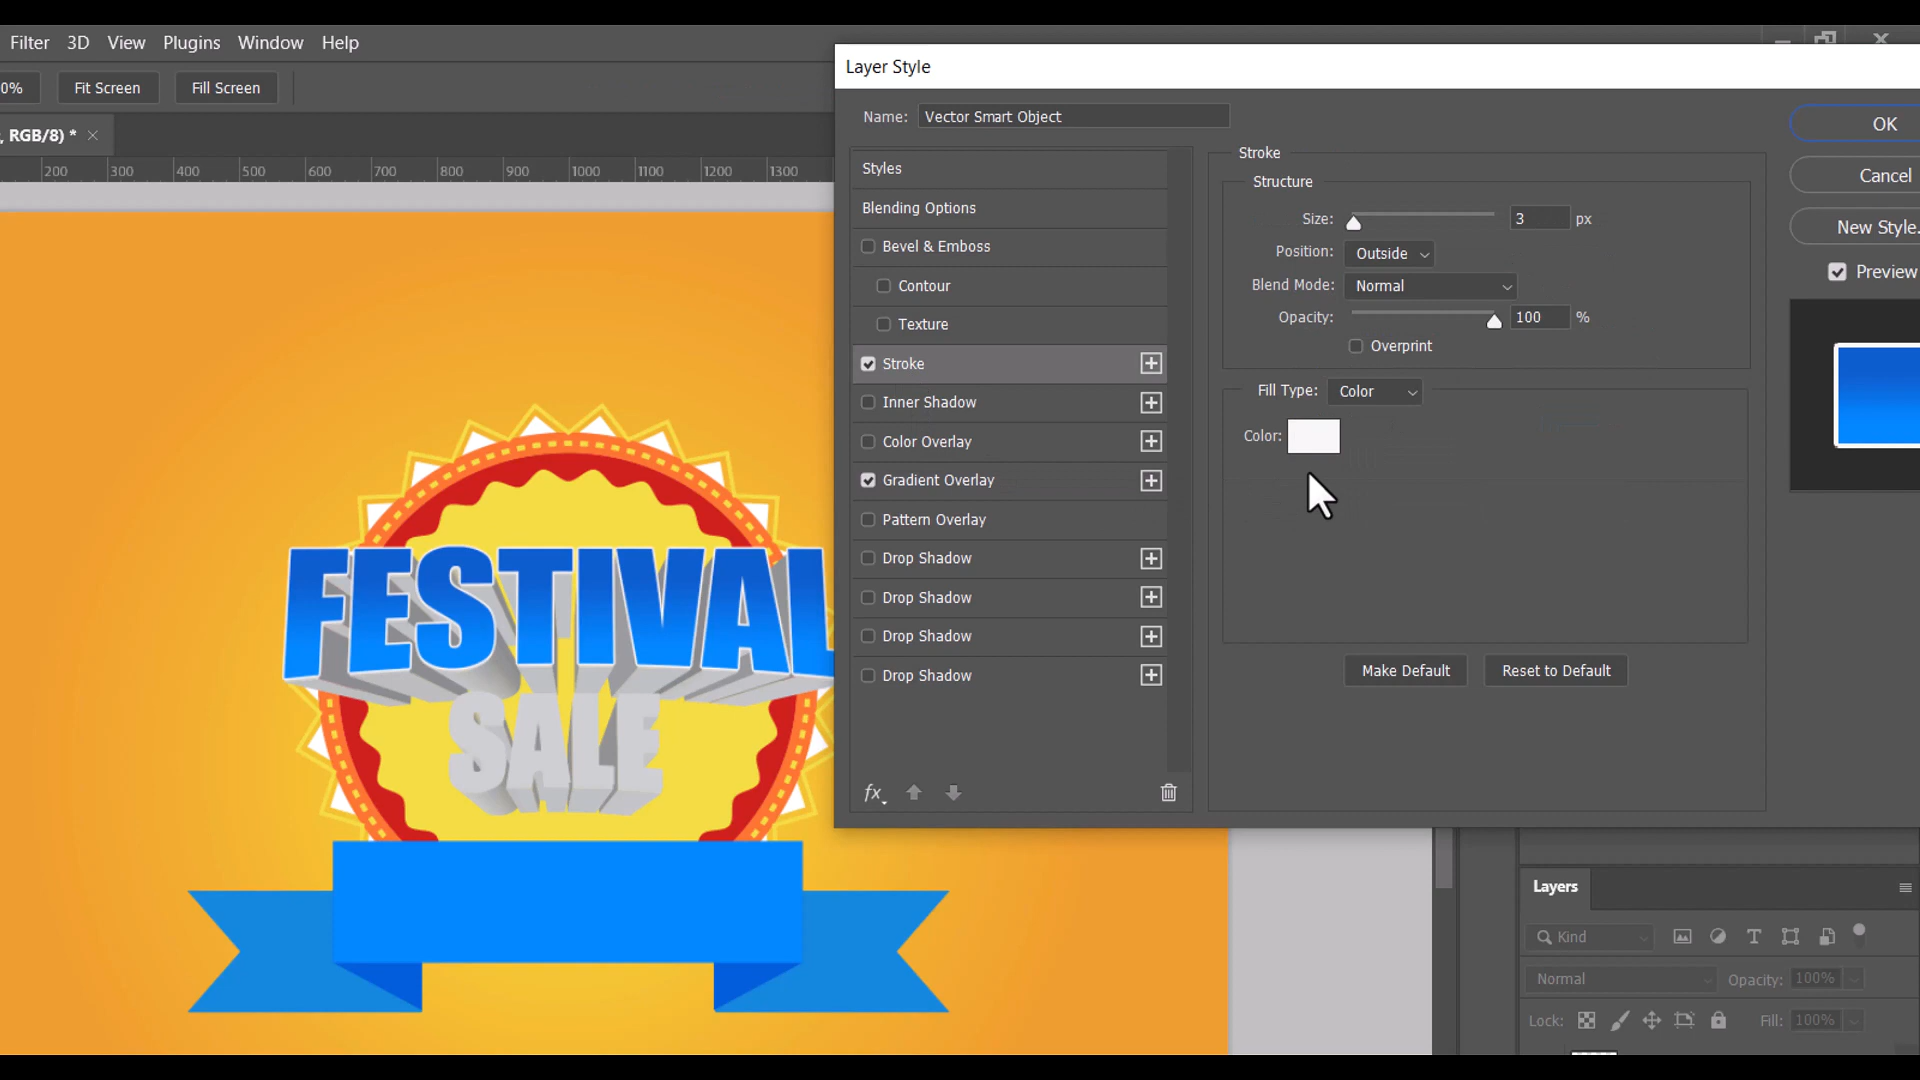 Filter 3D View Plugins Window Help
0% Fit Screen Fill Screen
, RGB/8) *
200 300 400 500 600 700 800 900 1000 1100 1200 1300
FESTIVAL
SALE
Layer Style
Name: Vector Smart Object
Styles
Blending Options
Bevel & Emboss
Contour
Texture
Stroke
Inner Shadow
Color Overlay
Gradient Overlay
Pattern Overlay
Drop Shadow
Drop Shadow
Drop Shadow
Drop Shadow
fx
Stroke
Structure
Size: 3 px
Position: Outside
Blend Mode: Normal
Opacity: 100 %
Overprint
Fill Type: Color
Color:
Make Default Reset to Default
OK
Cancel
New Style.
Preview
Layers
Kind
Normal Opacity: 100%
Lock: Fill: 100%